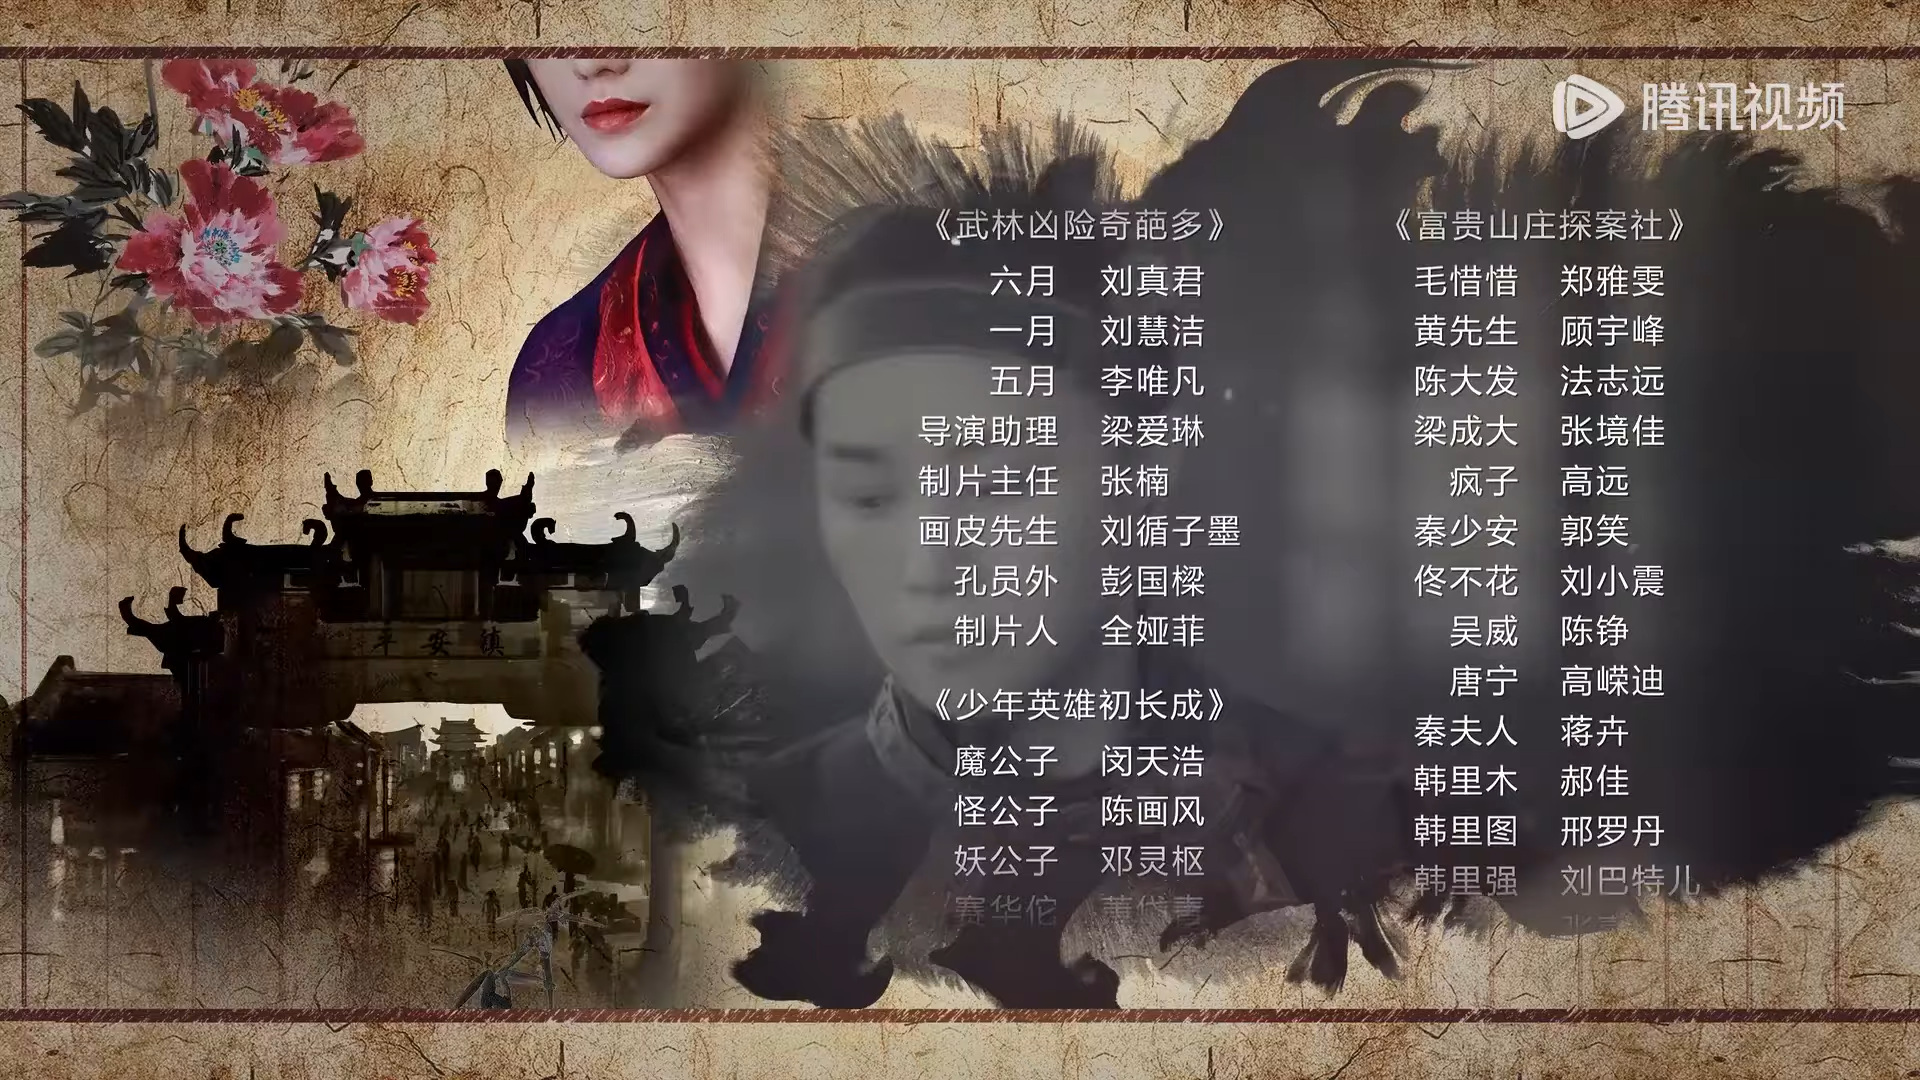 腾讯视频
《武林凶险奇葩多》
六月 刘真君
一月 刘慧洁
五月 李唯凡
导演助理 梁爱琳
制片主任 张楠
画皮先生 刘循子墨
孔员外 彭国樑
制片人 全娅菲
《少年英雄初长成》
魔公子 闵天浩
怪公子 陈画风
妖公子 邓灵枢
赛华佗
《富贵山庄探案社》
毛惜惜 郑雅雯
黄先生 顾宇峰
陈大发 法志远
梁成大 张境佳
疯子 高远
秦少安 郭笑
佟不花 刘小震
吴威 陈铮
唐宁 高嵘迪
秦夫人 蒋卉
韩里木 郝佳
韩里图 邢罗丹
韩里强 刘巴特儿
平安镇